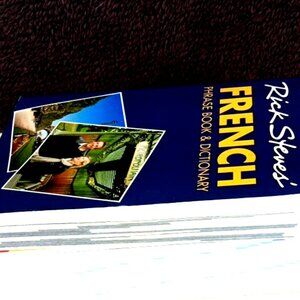 Rick Steves'
FRENCH
PHRASE BOOK & DICTIONARY